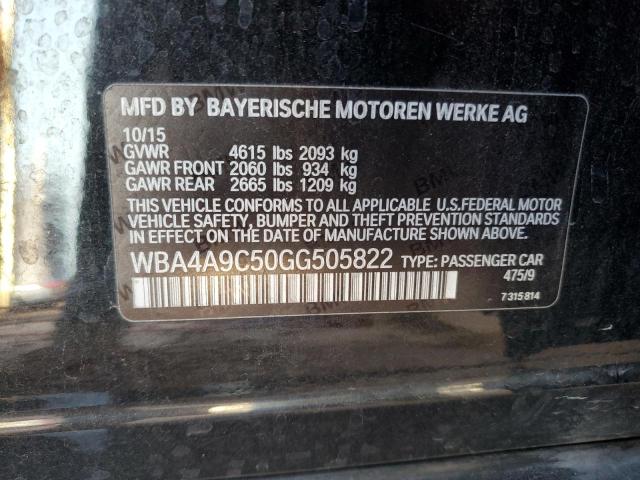 MFD BY BAYERISCHE MOTOREN WERKE AG
10/15
GVWR 4615 lbs 2093 kg
GAWR FRONT 2060 lbs 934 kg
GAWR REAR 2665 lbs 1209 kg
THIS VEHICLE CONFORMS TO ALL APPLICABLE U.S.FEDERAL MOTOR
VEHICLE SAFETY, BUMPER AND THEFT PREVENTION STANDARDS
IN EFFECT ON THE DATE OF MANUFACTURE SHOWN ABOVE.
WBA4A9C50GG505822 TYPE: PASSENGER CAR
475/9
7315814